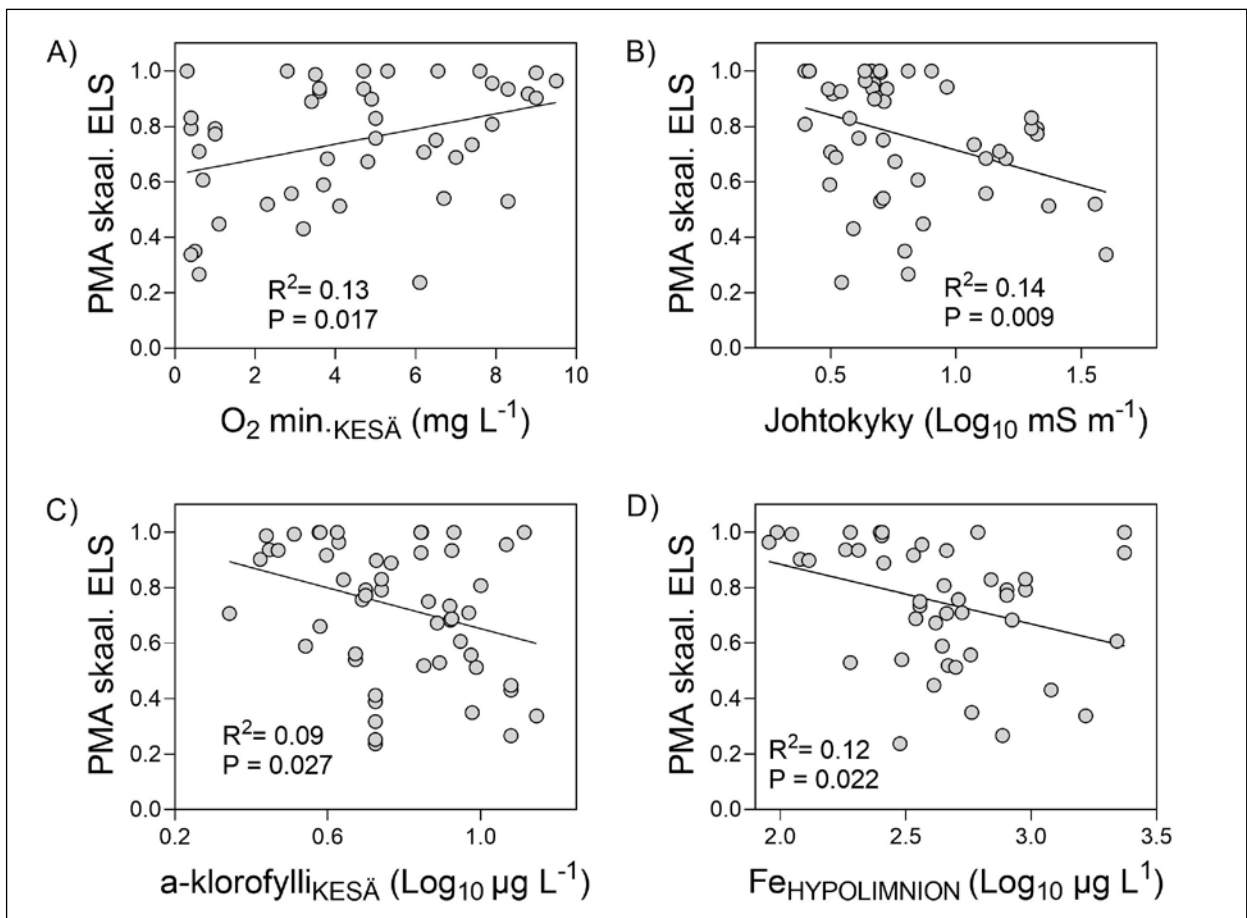 A)
PMA skaal. ELS
1.0
0.8
0.6
0.4
0.2
0.0
R²= 0.13
P = 0.017
0 2 4 6 8 10
O₂ min.KESÄ (mg L⁻¹)
B)
PMA skaal. ELS
1.0
0.8
0.6
0.4
0.2
0.0
R²= 0.14
P = 0.009
0.5 1.0 1.5
Johtokyky (Log₁₀ mS m⁻¹)
C)
PMA skaal. ELS
1.0
0.8
0.6
0.4
0.2
0.0
R²= 0.09
P = 0.027
0.2 0.6 1.0
a-klorofylliKESÄ (Log₁₀ µg L⁻¹)
D)
PMA skaal. ELS
1.0
0.8
0.6
0.4
0.2
0.0
R²= 0.12
P = 0.022
2.0 2.5 3.0 3.5
FeHYPOLIMNION (Log₁₀ µg L¹)